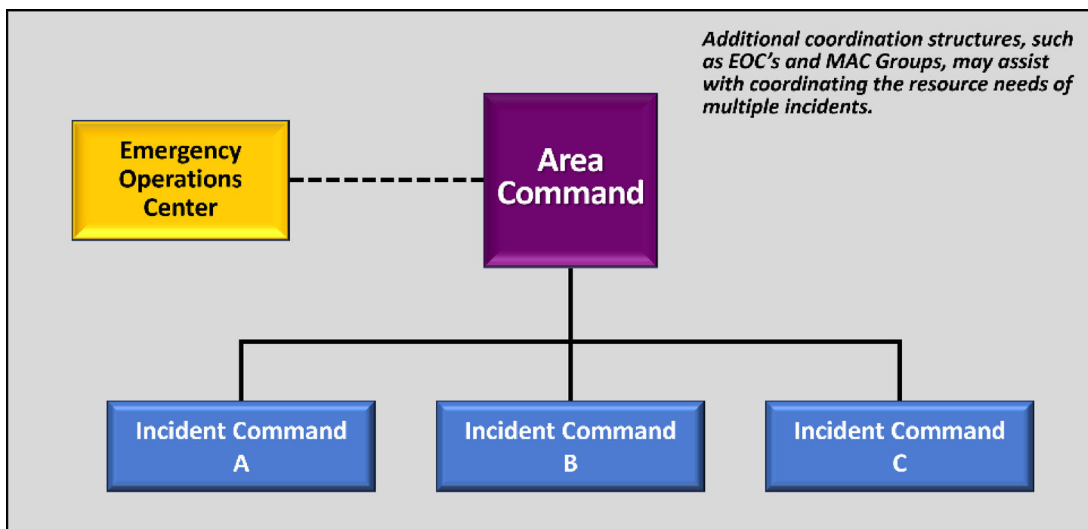 Additional coordination structures, such
as EOC's and MAC Groups, may assist
with coordinating the resource needs of
multiple incidents.
Emergency
Operations
Center
Area
Command
Incident Command
A
Incident Command
B
Incident Command
C